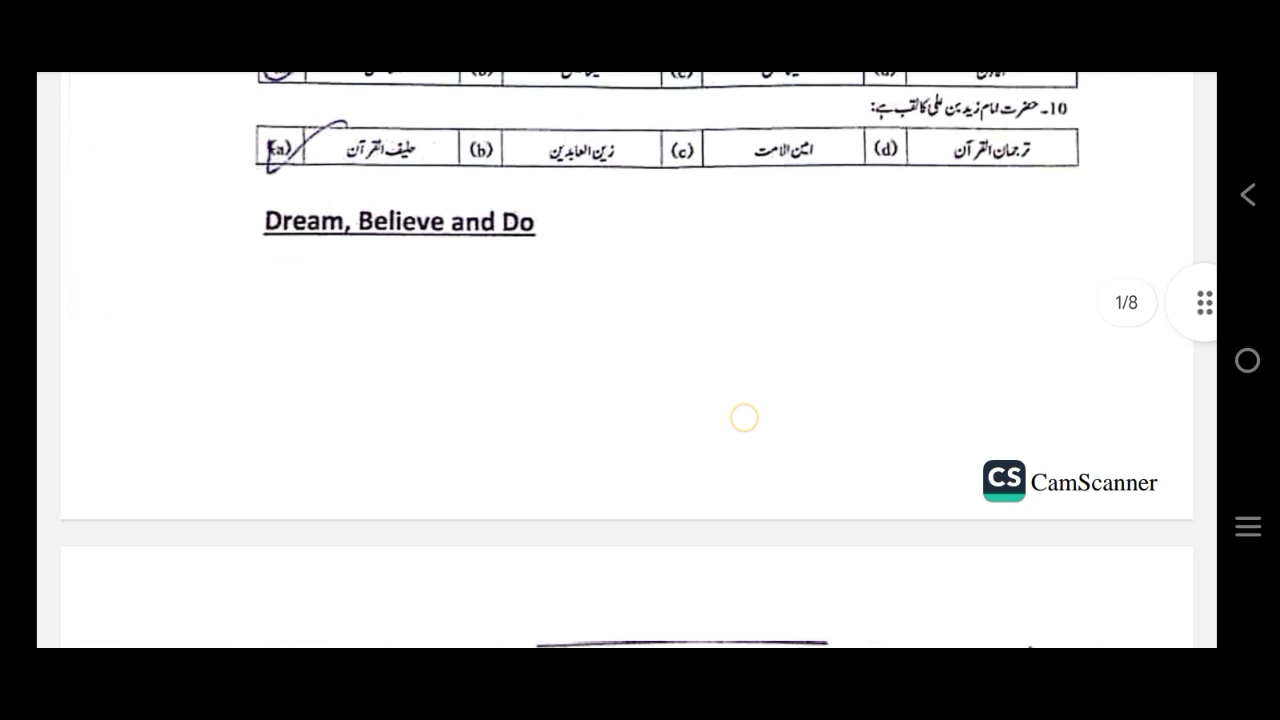 10۔ حضرت امام زید بن علی کا لقب ہے:
(a) حلیف القرآن (b) زین العابدین (c) امین الامت (d) ترجمان القرآن
Dream, Believe and Do
1/8
CS CamScanner